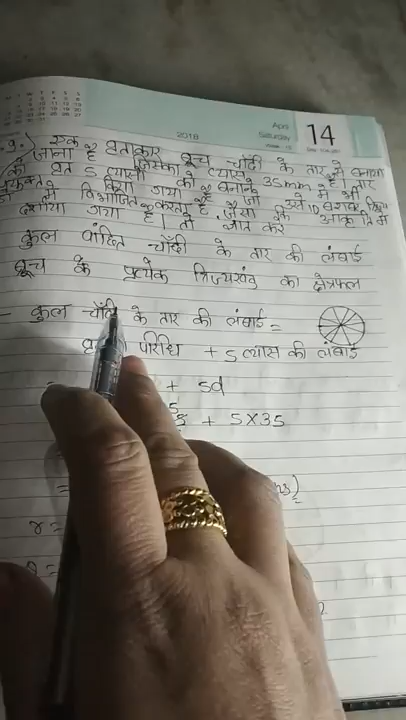 2018
April
Saturday
14
9. एक वृताकार ब्रूच चाँदी के तार से बनाया
जाना है जिसका व्यास 35mm है तार
को वृत 5 व्यासों को बनाने में भी
प्रयुक्त किया गया है जो उसे 10 बराबर
में विभाजित करता है जैसा कि आकृति में
दर्शाया गया है। तो ज्ञात करे
कुल वांछित चाँदी के तार की लंबाई
ब्रूच के प्रत्येक त्रिज्यखंड का क्षेत्रफल
कुल चाँदी के तार की लंबाई =
परिधि + 5 व्यास की लंबाई
+ 5d
5
+ 5×35